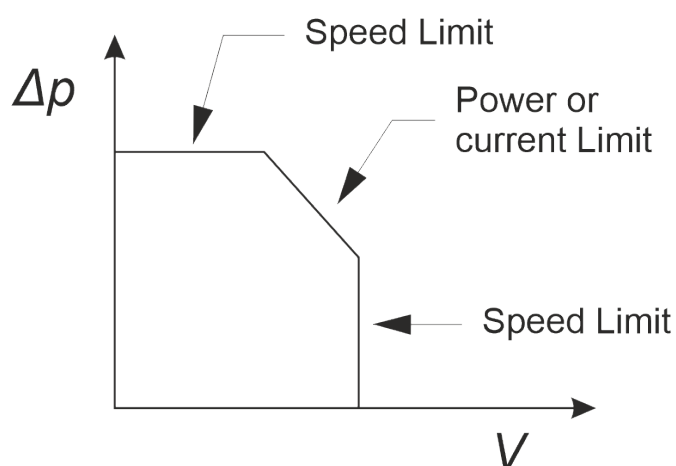 Speed Limit
Δp
Power or
current Limit
Speed Limit
V